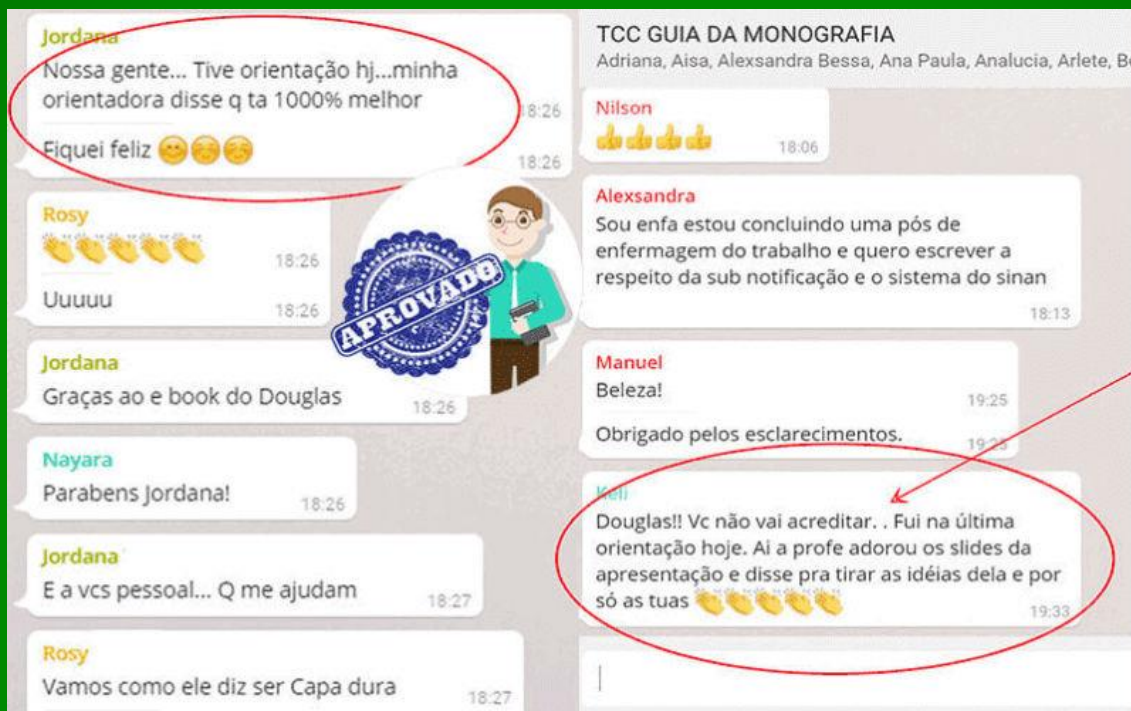 Jordana
Nossa gente... Tive orientação hj...minha
orientadora disse q ta 1000% melhor
18:26
Fiquei feliz 😊☺️☺️
18:26
Rosy
👏👏👏👏👏
18:26
Uuuuu
18:26
Jordana
Graças ao e book do Douglas
18:26
Nayara
Parabens Jordana!
18:26
Jordana
E a vcs pessoal... Q me ajudam
18:27
Rosy
Vamos como ele diz ser Capa dura
18:27
APROVADO
TCC GUIA DA MONOGRAFIA
Adriana, Aisa, Alexsandra Bessa, Ana Paula, Analucia, Arlete,
Nilson
👍👍👍👍
18:06
Alexsandra
Sou enfa estou concluindo uma pós de
enfermagem do trabalho e quero escrever a
respeito da sub notificação e o sistema do sinan
18:13
Manuel
Beleza!
19:25
Obrigado pelos esclarecimentos.
19:25
Keli
Douglas!! Vc não vai acreditar. . Fui na última
orientação hoje. Ai a profe adorou os slides da
apresentação e disse pra tirar as idéias dela e por
só as tuas 👏👏👏👏👏
19:33